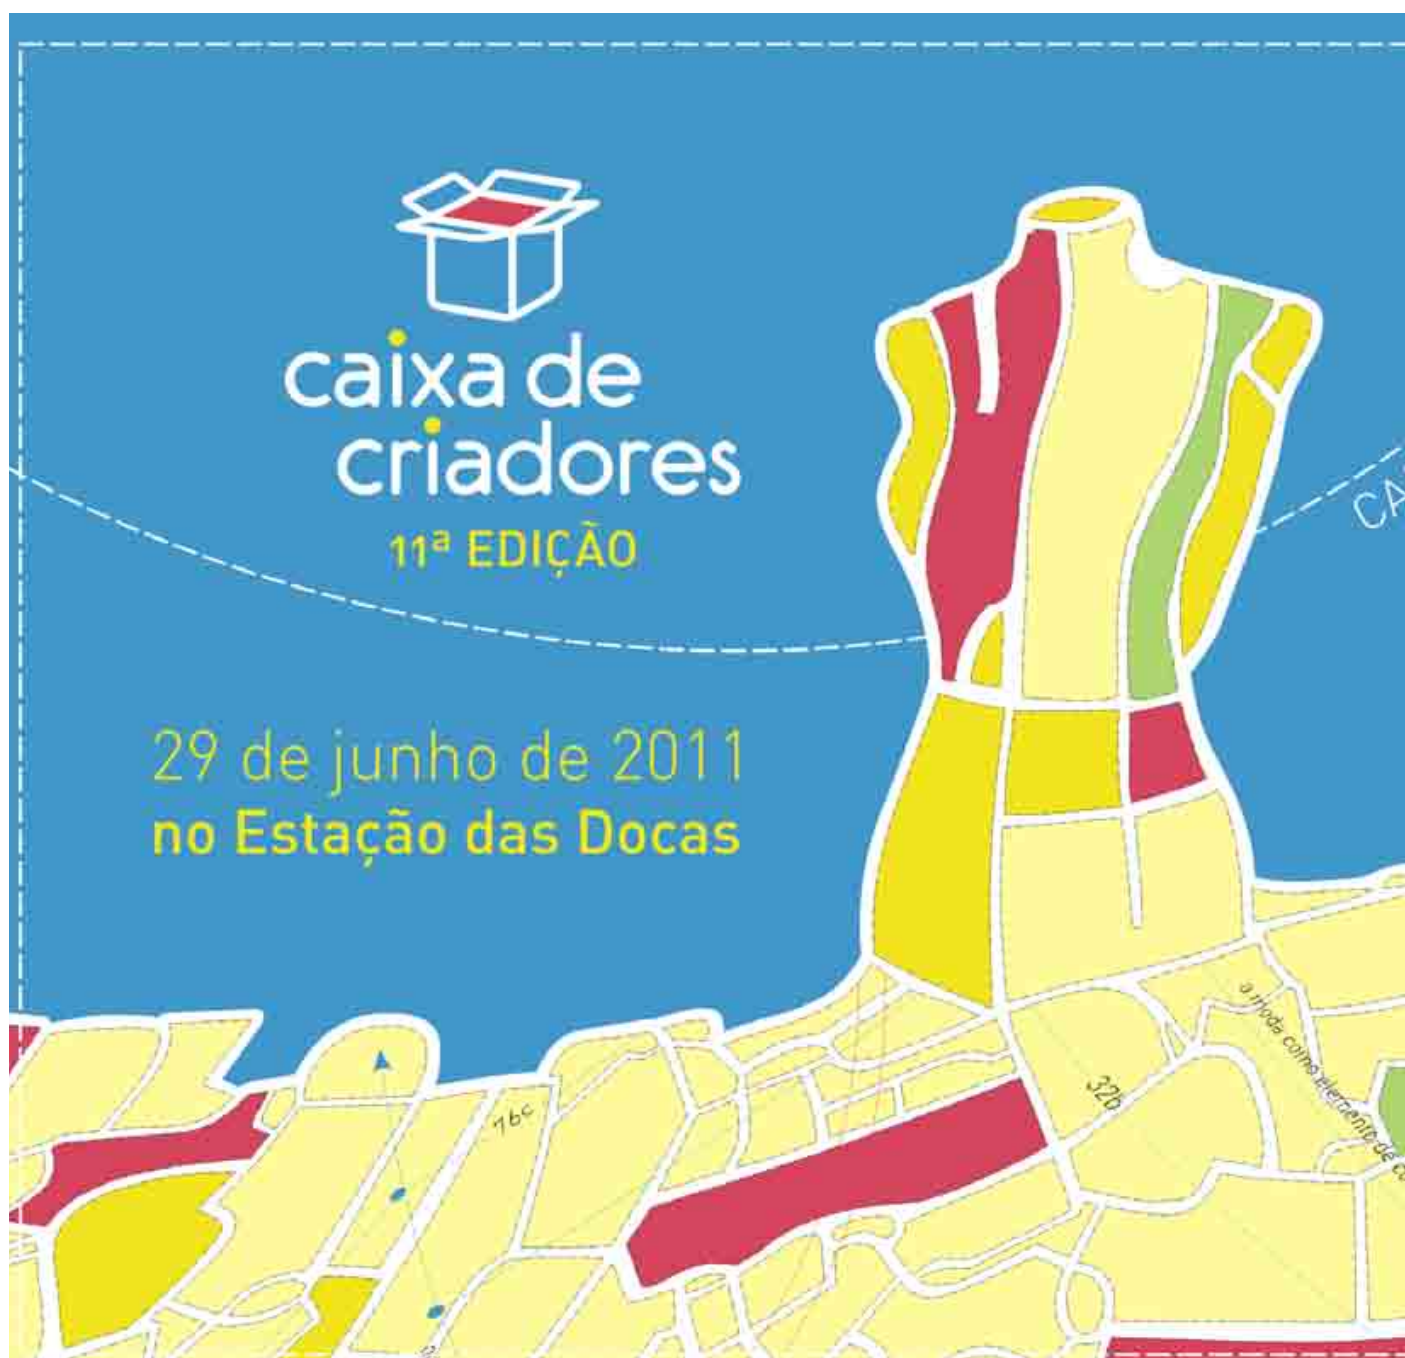 caixa de
criadores
11ª EDIÇÃO
29 de junho de 2011
no Estação das Docas
76c
32b
a moda como elemento de